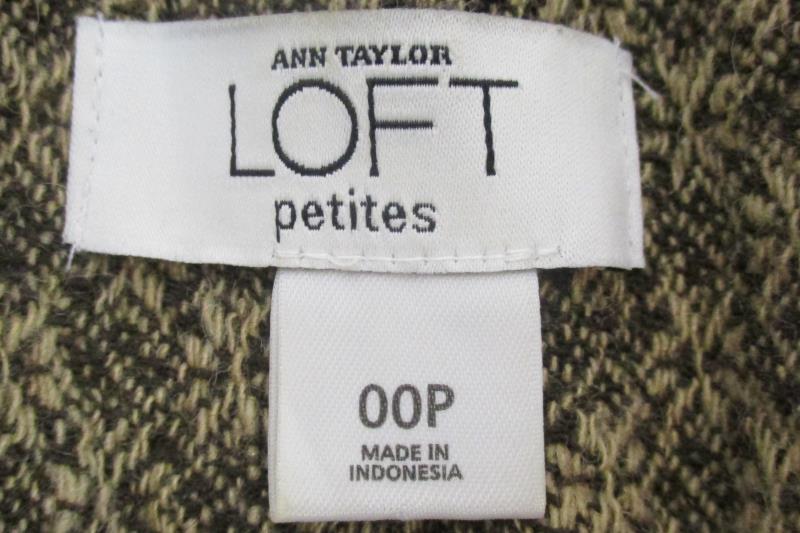 ANN TAYLOR
LOFT
petites
00P
MADE IN
INDONESIA